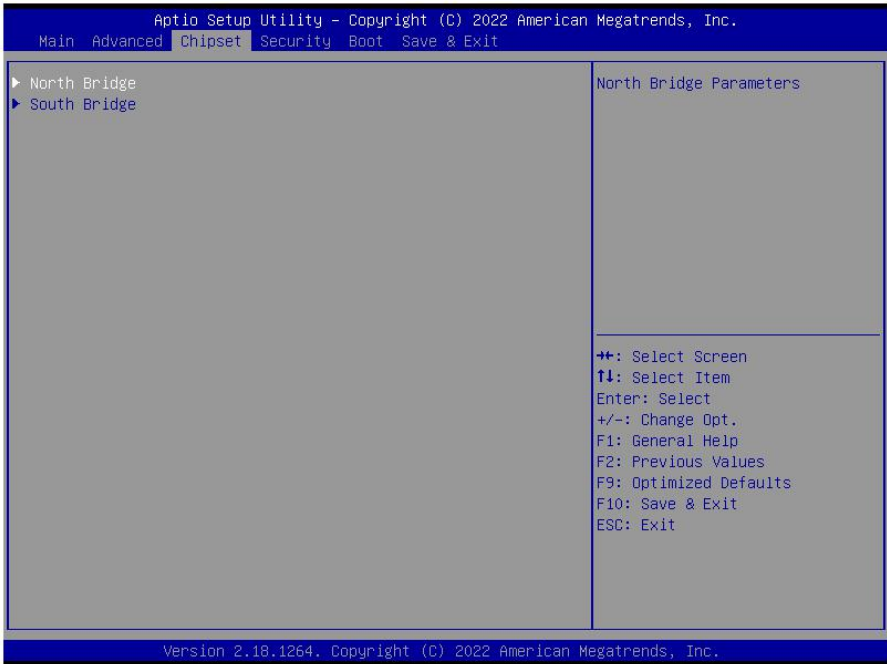 Aptio Setup Utility – Copyright (C) 2022 American Megatrends, Inc.
Main Advanced Chipset Security Boot Save & Exit
▶ North Bridge
▶ South Bridge
North Bridge Parameters
→←: Select Screen
↑↓: Select Item
Enter: Select
+/-: Change Opt.
F1: General Help
F2: Previous Values
F9: Optimized Defaults
F10: Save & Exit
ESC: Exit
Version 2.18.1264. Copyright (C) 2022 American Megatrends, Inc.